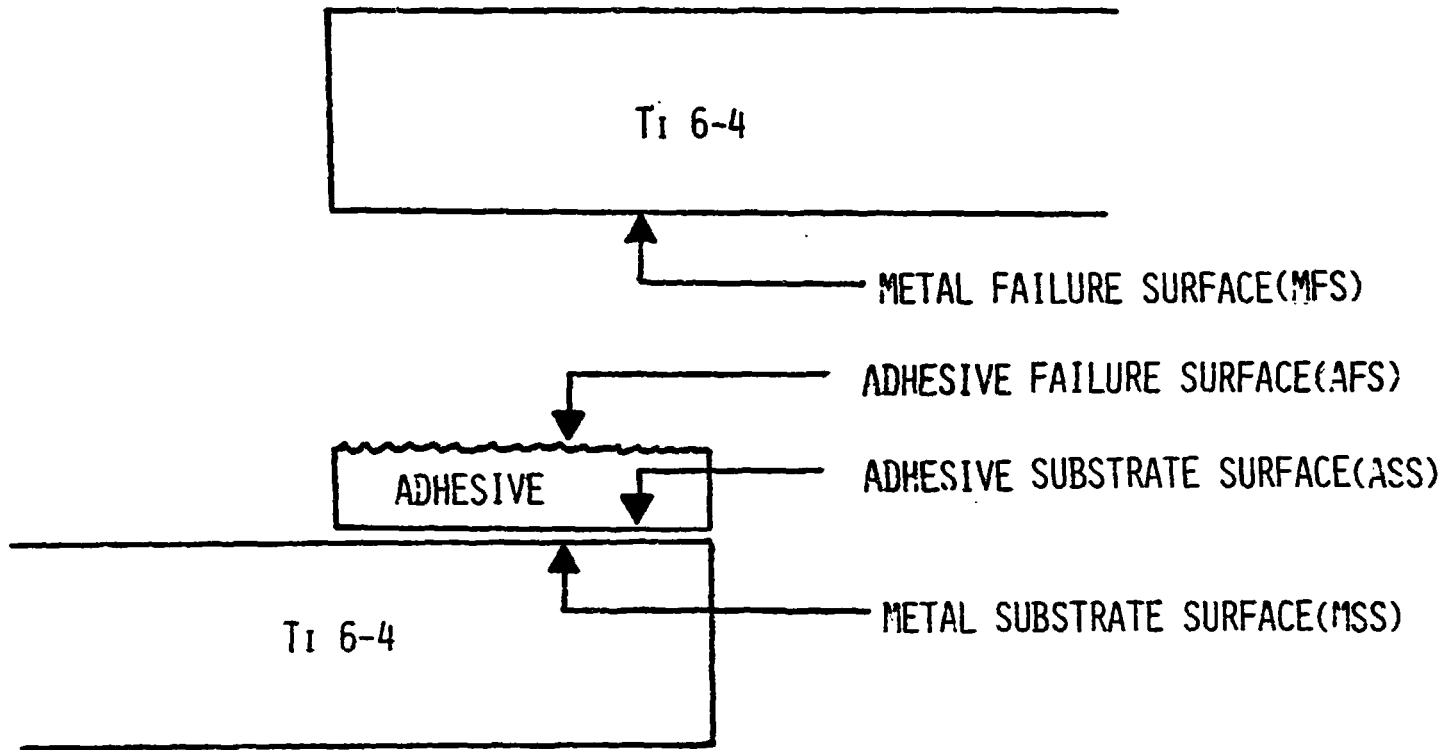 TI 6-4
METAL FAILURE SURFACE(MFS)
ADHESIVE FAILURE SURFACE(AFS)
ADHESIVE
ADHESIVE SUBSTRATE SURFACE(ASS)
METAL SUBSTRATE SURFACE(MSS)
TI 6-4